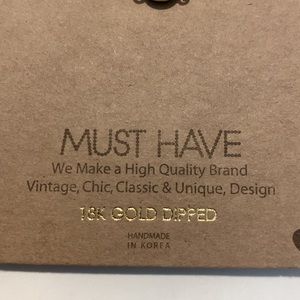 MUST HAVE
We Make a High Quality Brand
Vintage, Chic, Classic & Unique, Design
18K GOLD DIPPED
HANDMADE
IN KOREA